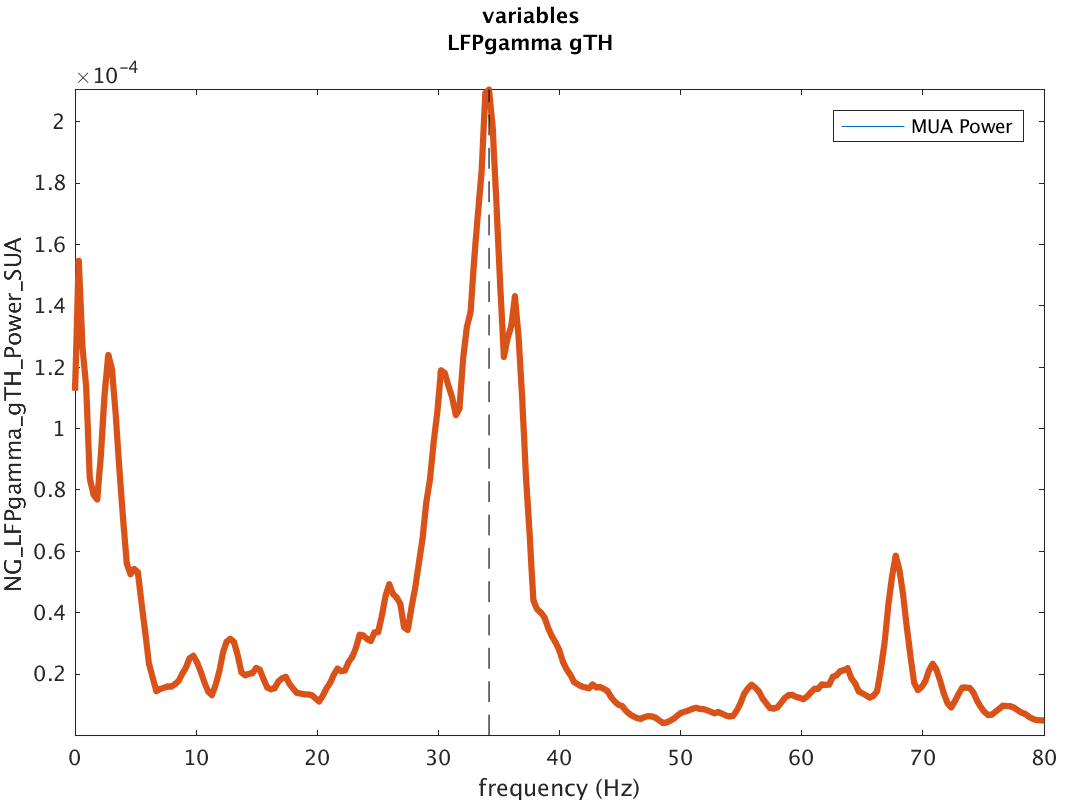 variables
LFPgamma gTH
×10⁻⁴
MUA Power
2
1.8
1.6
1.4
1.2
1
0.8
0.6
0.4
0.2
NG_LFPgamma_gTH_Power_SUA
0 10 20 30 40 50 60 70 80
frequency (Hz)